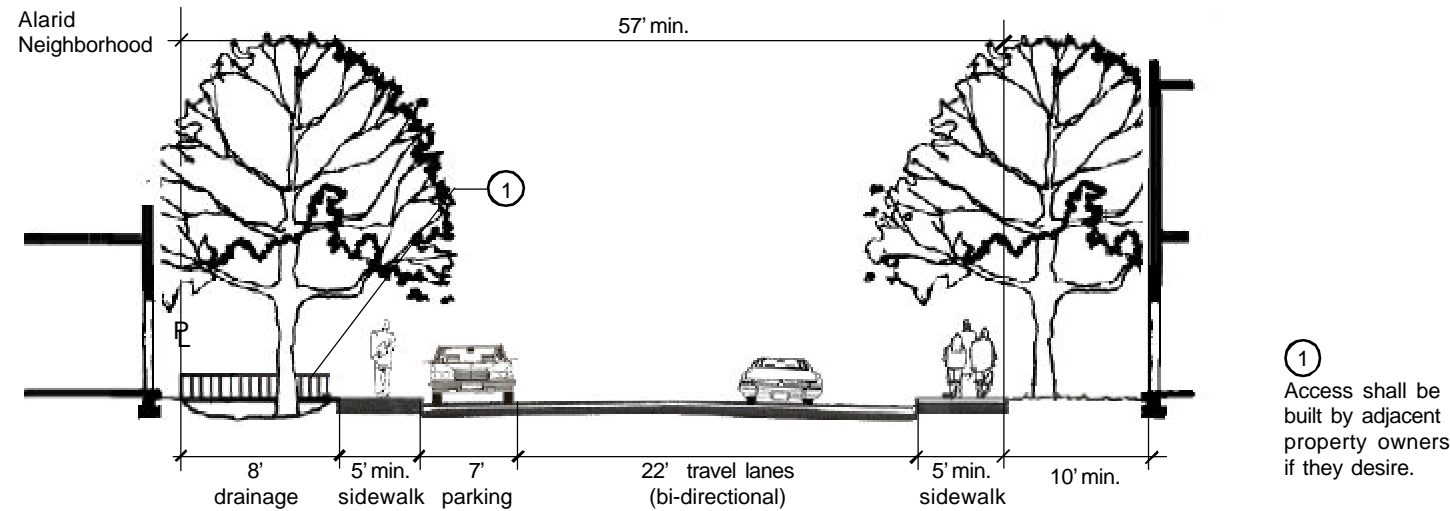 Alarid
Neighborhood
57' min.
1
PL
8'
drainage
5' min.
sidewalk
7'
parking
22' travel lanes
(bi-directional)
5' min.
sidewalk
10' min.
1
Access shall be
built by adjacent
property owners
if they desire.